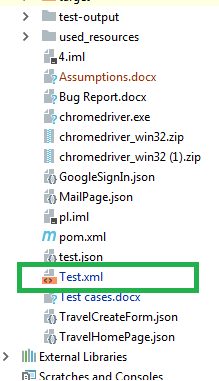 target
test-output
used_resources
4.iml
Assumptions.docx
Bug Report.docx
chromedriver.exe
chromedriver_win32.zip
chromedriver_win32 (1).zip
GoogleSignIn.json
MailPage.json
pl.iml
pom.xml
test.json
Test.xml
Test cases.docx
TravelCreateForm.json
TravelHomePage.json
External Libraries
Scratches and Consoles